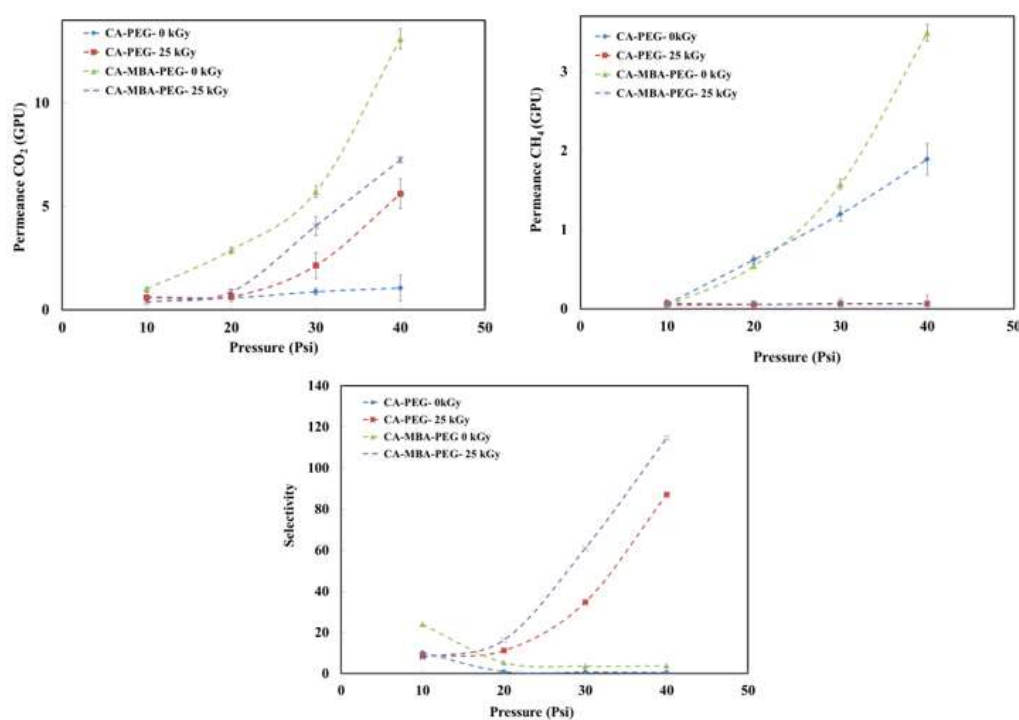 CA-PEG- 0 kGy
CA-PEG- 25 kGy
CA-MBA-PEG- 0 kGy
CA-MBA-PEG- 25 kGy
Permeance CO₂ (GPU)
10
5
0
0 10 20 30 40 50
Pressure (Psi)
CA-PEG- 0kGy
CA-PEG- 25 kGy
CA-MBA-PEG- 0 kGy
CA-MBA-PEG- 25 kGy
Permeance CH₄ (GPU)
3
2
1
0
0 10 20 30 40 50
Pressure (Psi)
CA-PEG- 0kGy
CA-PEG- 25 kGy
CA-MBA-PEG 0 kGy
CA-MBA-PEG- 25 kGy
Selectivity
140
120
100
80
60
40
20
0
0 10 20 30 40 50
Pressure (Psi)